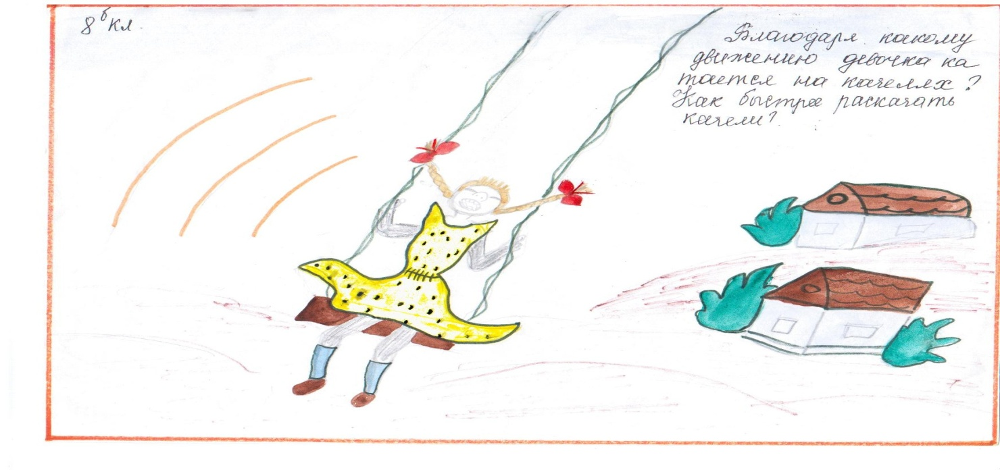 8б кл.
Благодаря какому
движению девочка ка
тается на качелях?
Как быстрее раскачать
качели?